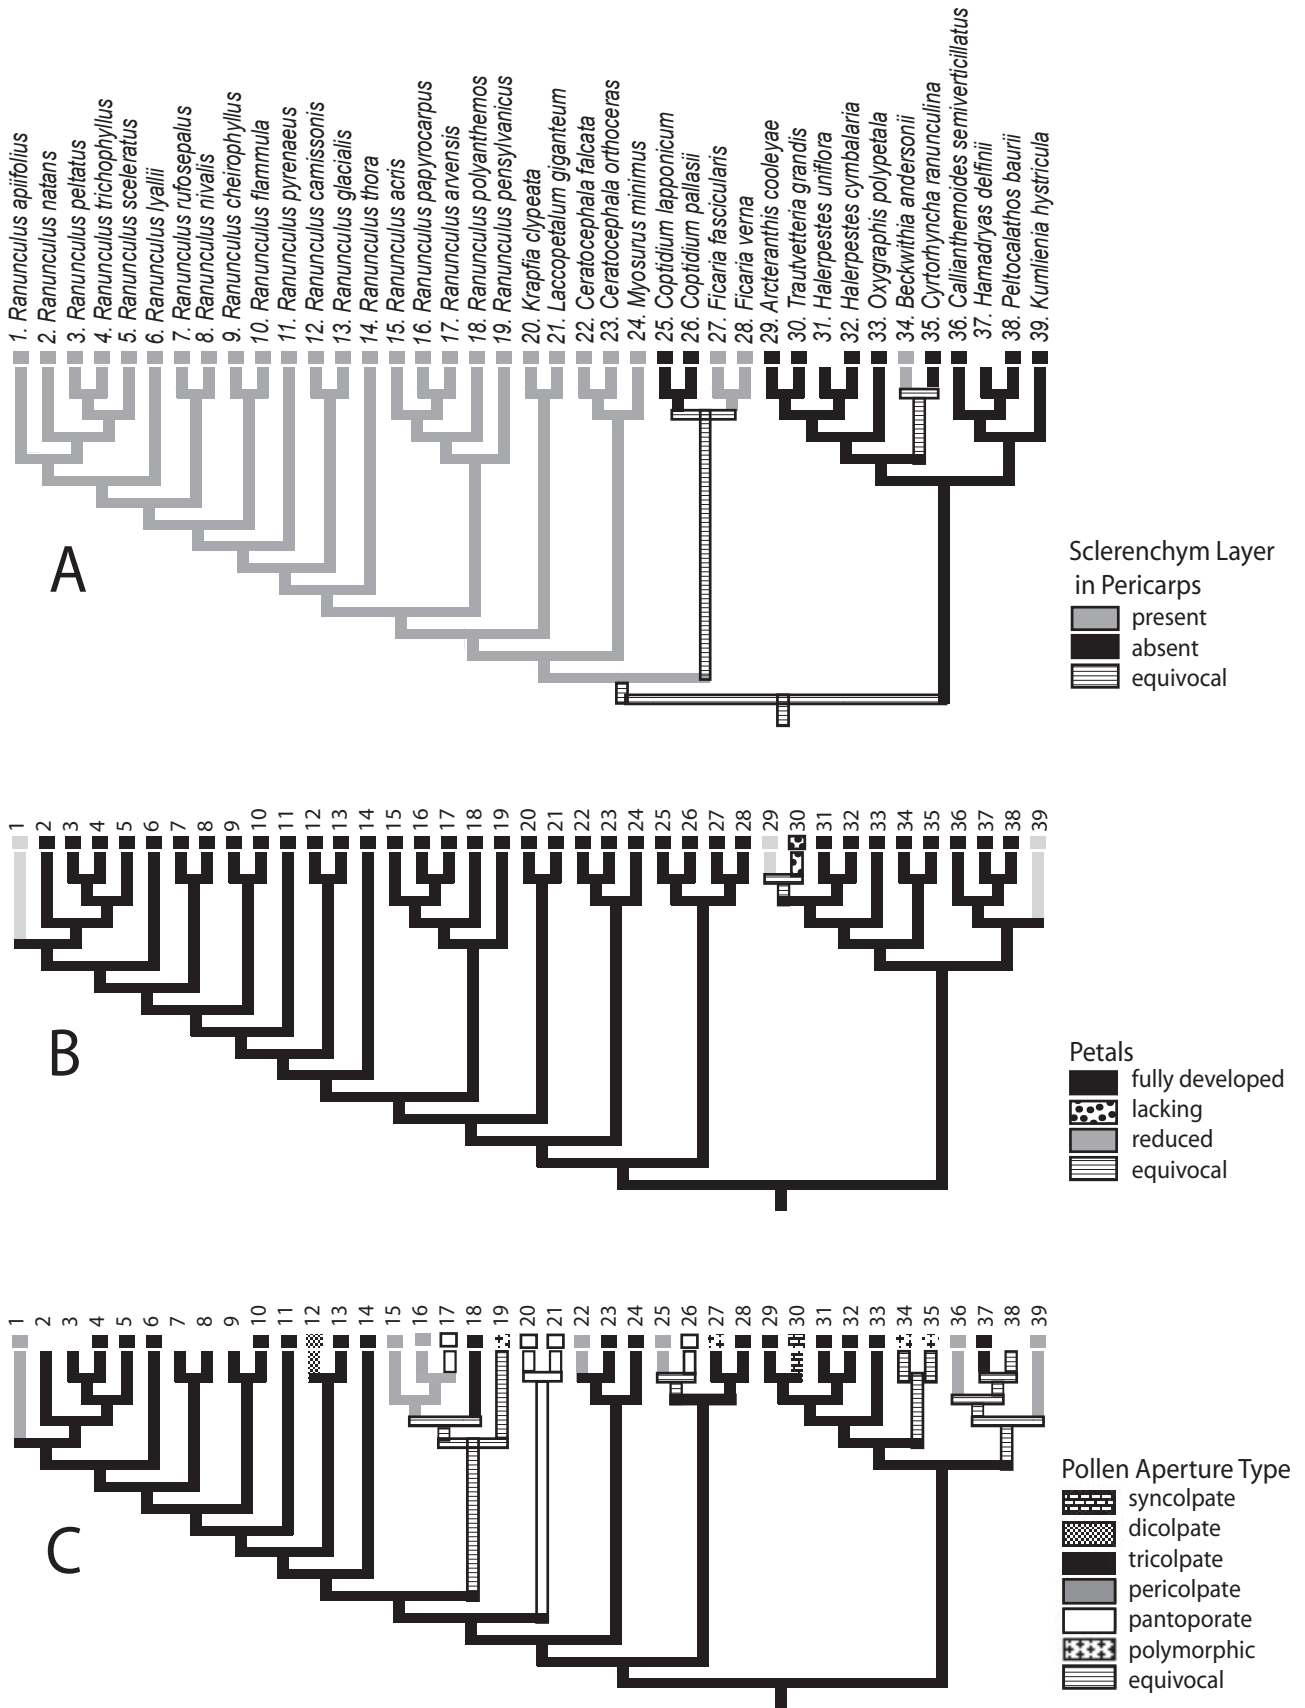 1. Ranunculus apiifolius
2. Ranunculus natans
3. Ranunculus peltatus
4. Ranunculus trichophyllus
5. Ranunculus sceleratus
6. Ranunculus lyallii
7. Ranunculus rufosepalus
8. Ranunculus nivalis
9. Ranunculus cheirophyllus
10. Ranunculus flammula
11. Ranunculus pyrenaeus
12. Ranunculus camissonis
13. Ranunculus glacialis
14. Ranunculus thora
15. Ranunculus acris
16. Ranunculus papyrocarpus
17. Ranunculus arvensis
18. Ranunculus polyanthemos
19. Ranunculus pensylvanicus
20. Krapfia clypeata
21. Laccopetalum giganteum
22. Ceratocephala falcata
23. Ceratocephala orthoceras
24. Myosurus minimus
25. Coptidium lapponicum
26. Coptidium pallasii
27. Ficaria fascicularis
28. Ficaria verna
29. Arcteranthis cooleyae
30. Trautvetteria grandis
31. Halerpestes uniflora
32. Halerpestes cymbalaria
33. Oxygraphis polypetala
34. Beckwithia andersonii
35. Cyrtorhyncha ranunculina
36. Callianthemoides semiverticillatus
37. Hamadryas delfinii
38. Peltocalathos baurii
39. Kumlienia hystricula
A
Sclerenchym Layer
in Pericarps
present
absent
equivocal
1 2 3 4 5 6 7 8 9 10 11 12 13 14 15 16 17 18 19 20 21 22 23 24 25 26 27 28 29 30 31 32 33 34 35 36 37 38 39
B
Petals
fully developed
lacking
reduced
equivocal
1 2 3 4 5 6 7 8 9 10 11 12 13 14 15 16 17 18 19 20 21 22 23 24 25 26 27 28 29 30 31 32 33 34 35 36 37 38 39
C
Pollen Aperture Type
syncolpate
dicolpate
tricolpate
pericolpate
pantoporate
polymorphic
equivocal